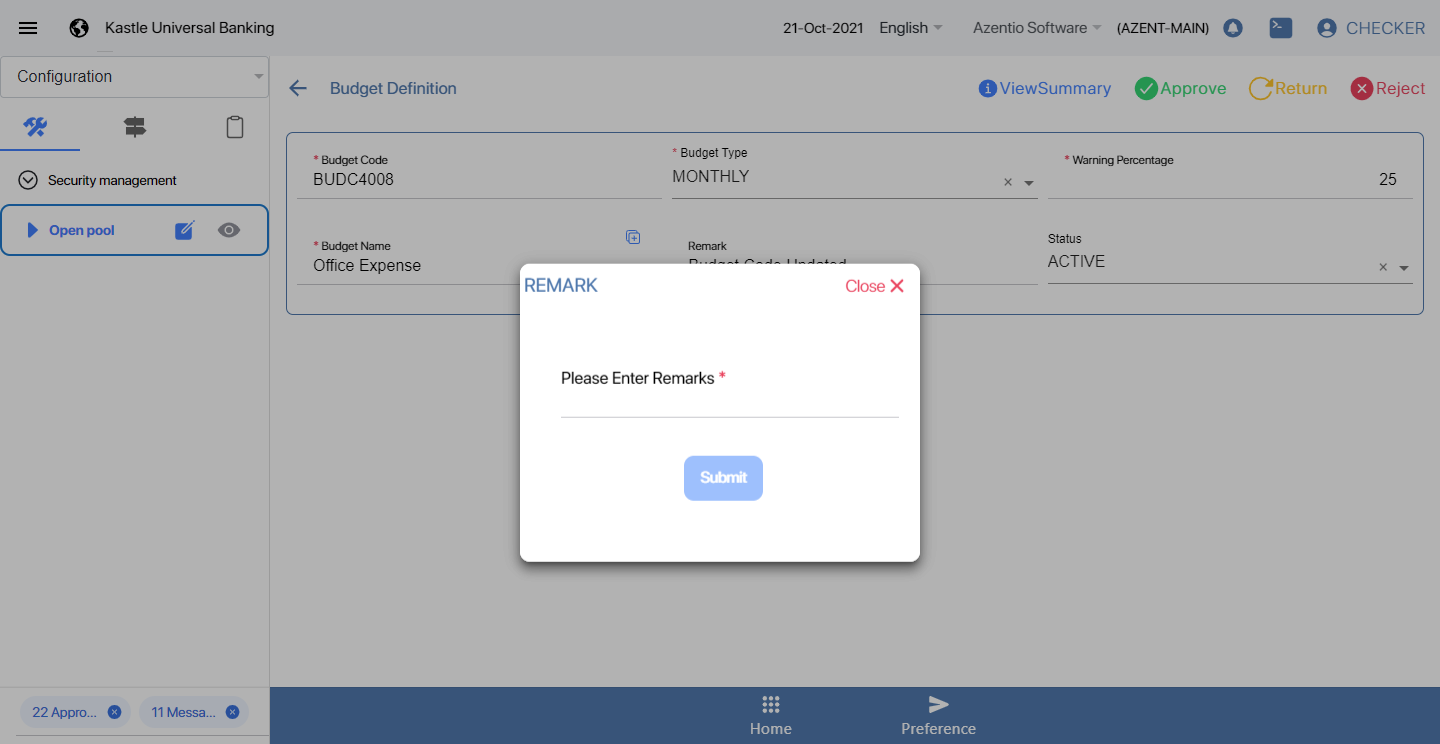 Kastle Universal Banking
21-Oct-2021 English Azentio Software (AZENT-MAIN) CHECKER
Configuration
Budget Definition
ViewSummary Approve Return Reject
Security management
Open pool
* Budget Code
BUDC4008
* Budget Type
MONTHLY
* Warning Percentage
25
* Budget Name
Office Expense
Remark
Budget Code Updated
Status
ACTIVE
REMARK
Close
Please Enter Remarks *
Submit
22 Appro...
11 Messa...
Home
Preference